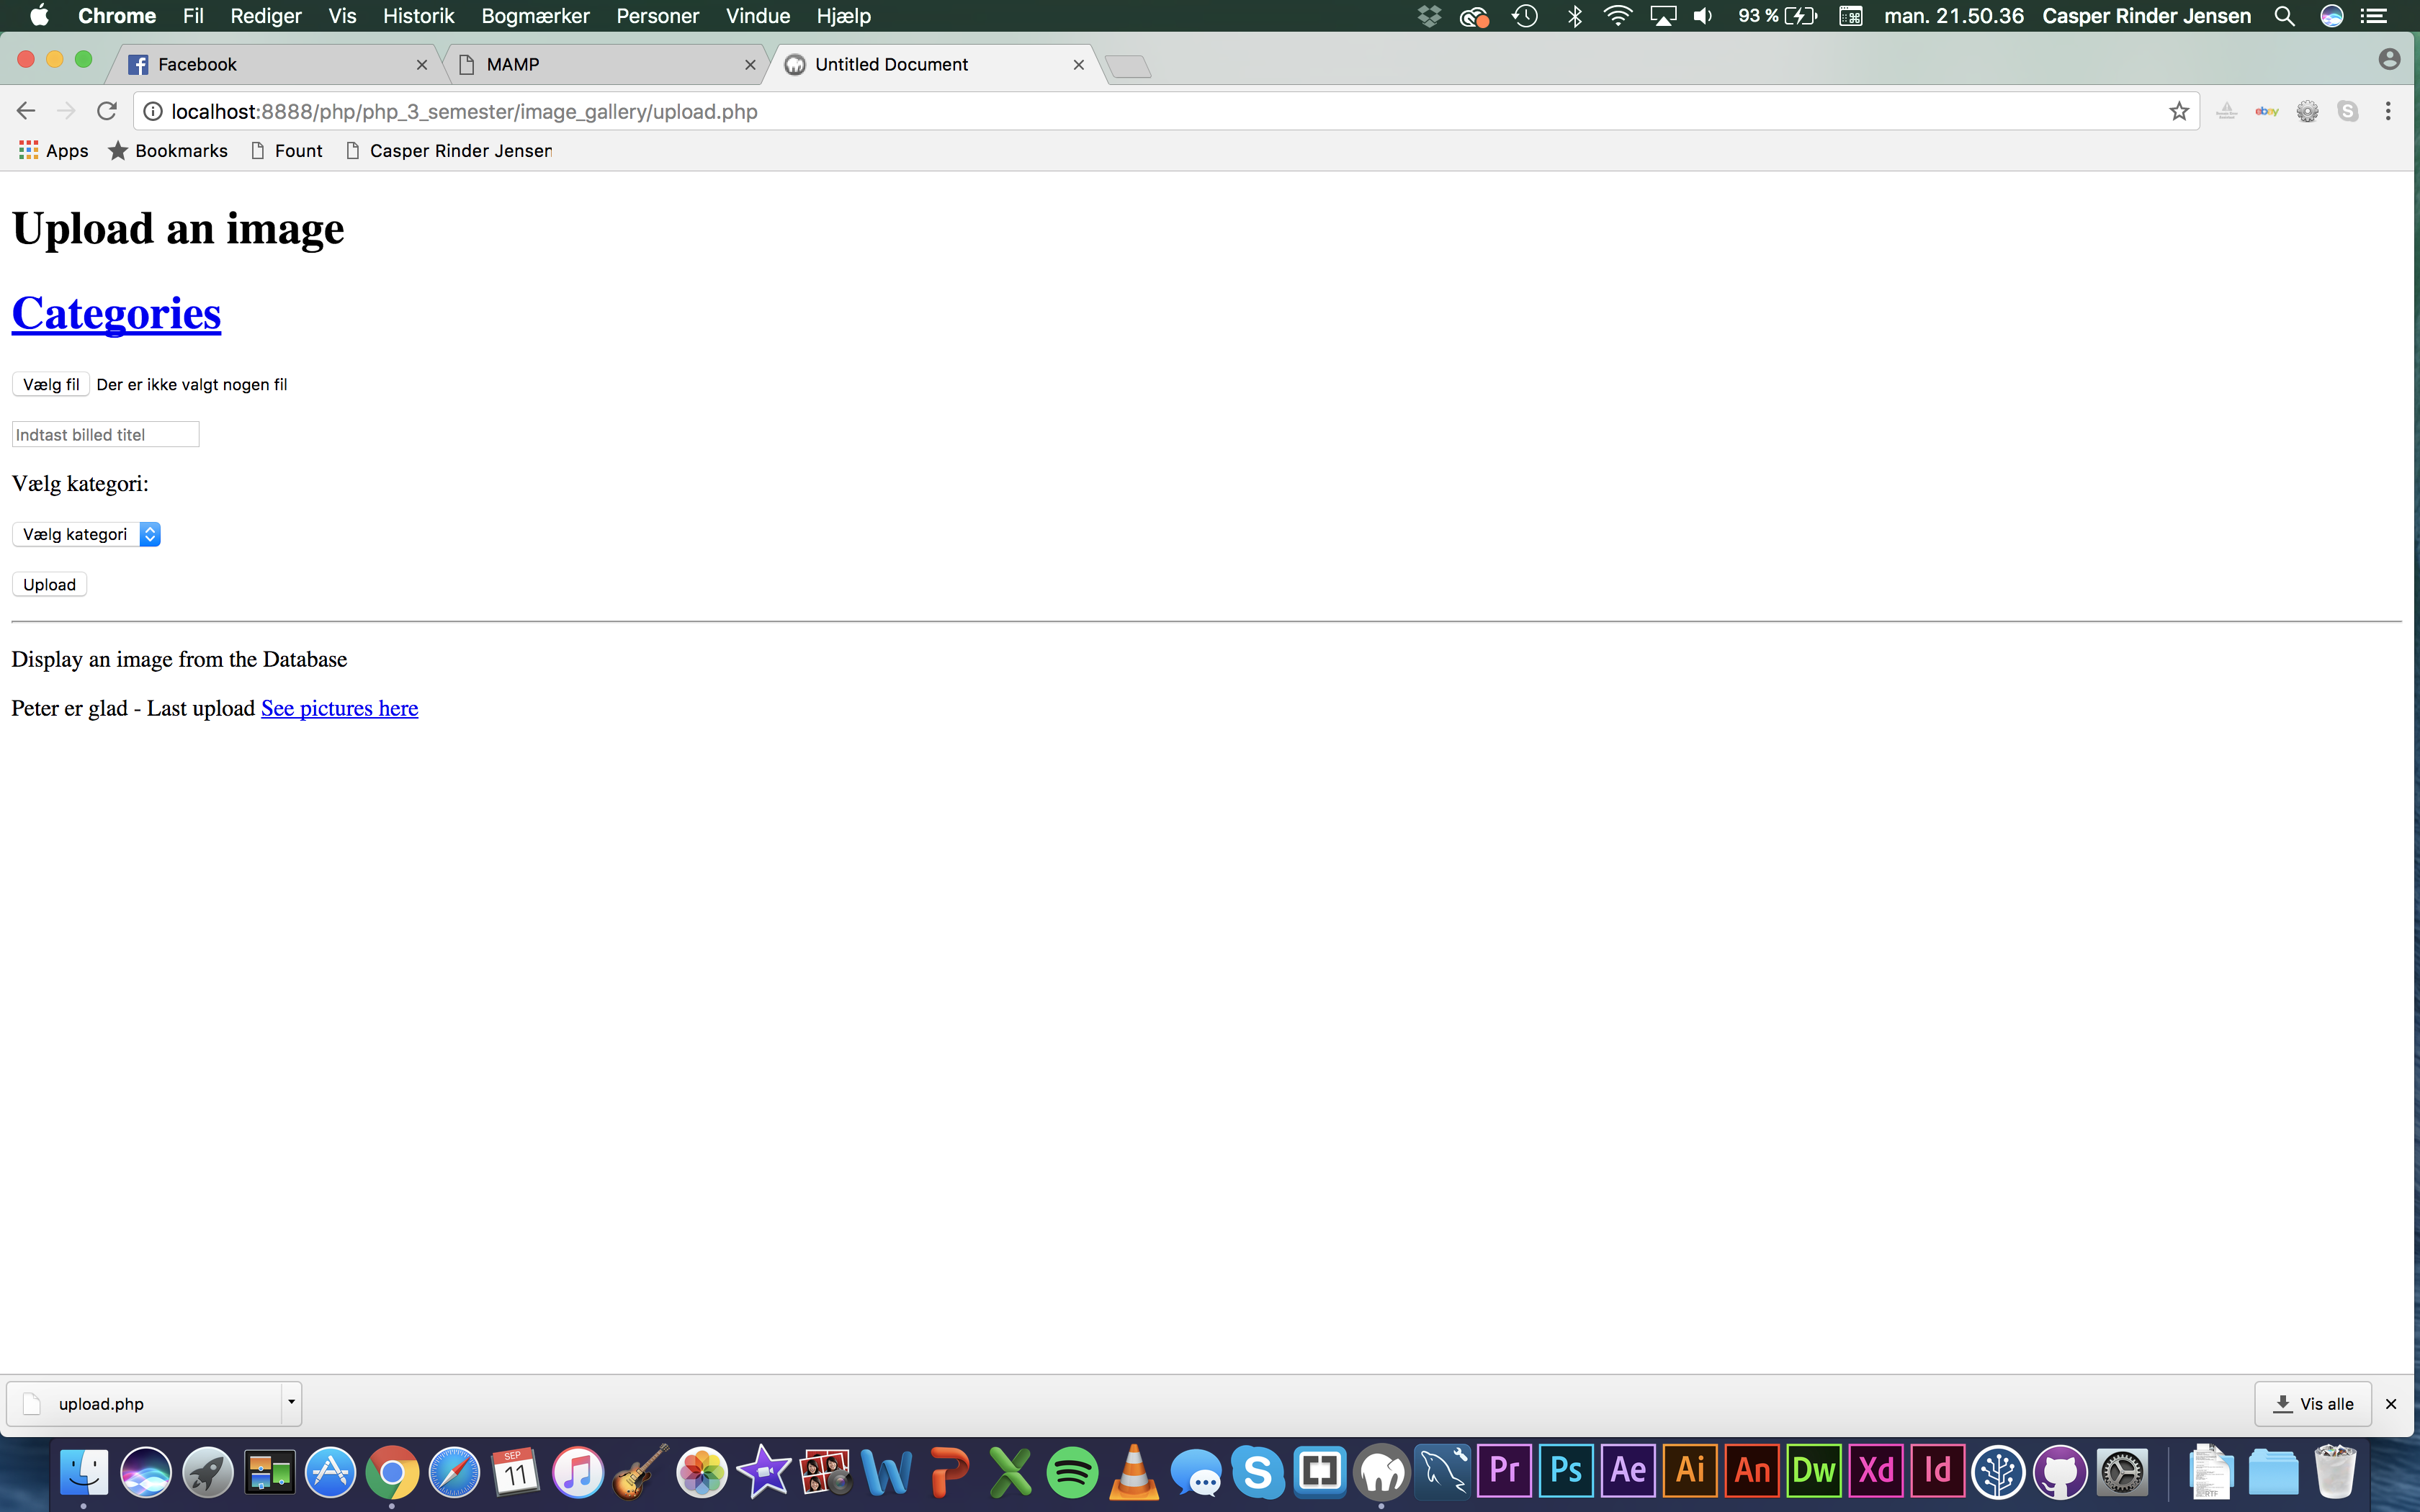 Chrome Fil Rediger Vis Historik Bogmærker Personer Vindue Hjælp 93 % man. 21.50.36 Casper Rinder Jensen
Facebook MAMP Untitled Document
localhost:8888/php/php_3_semester/image_gallery/upload.php ebay S
Apps Bookmarks Fount Casper Rinder Jensen
Upload an image
Categories
Vælg fil Der er ikke valgt nogen fil
Indtast billed titel
Vælg kategori:
Vælg kategori
Upload
Display an image from the Database
Peter er glad - Last upload See pictures here
upload.php Vis alle
SEP
11 Pr Ps Ae Ai An Dw Xd Id
RTF